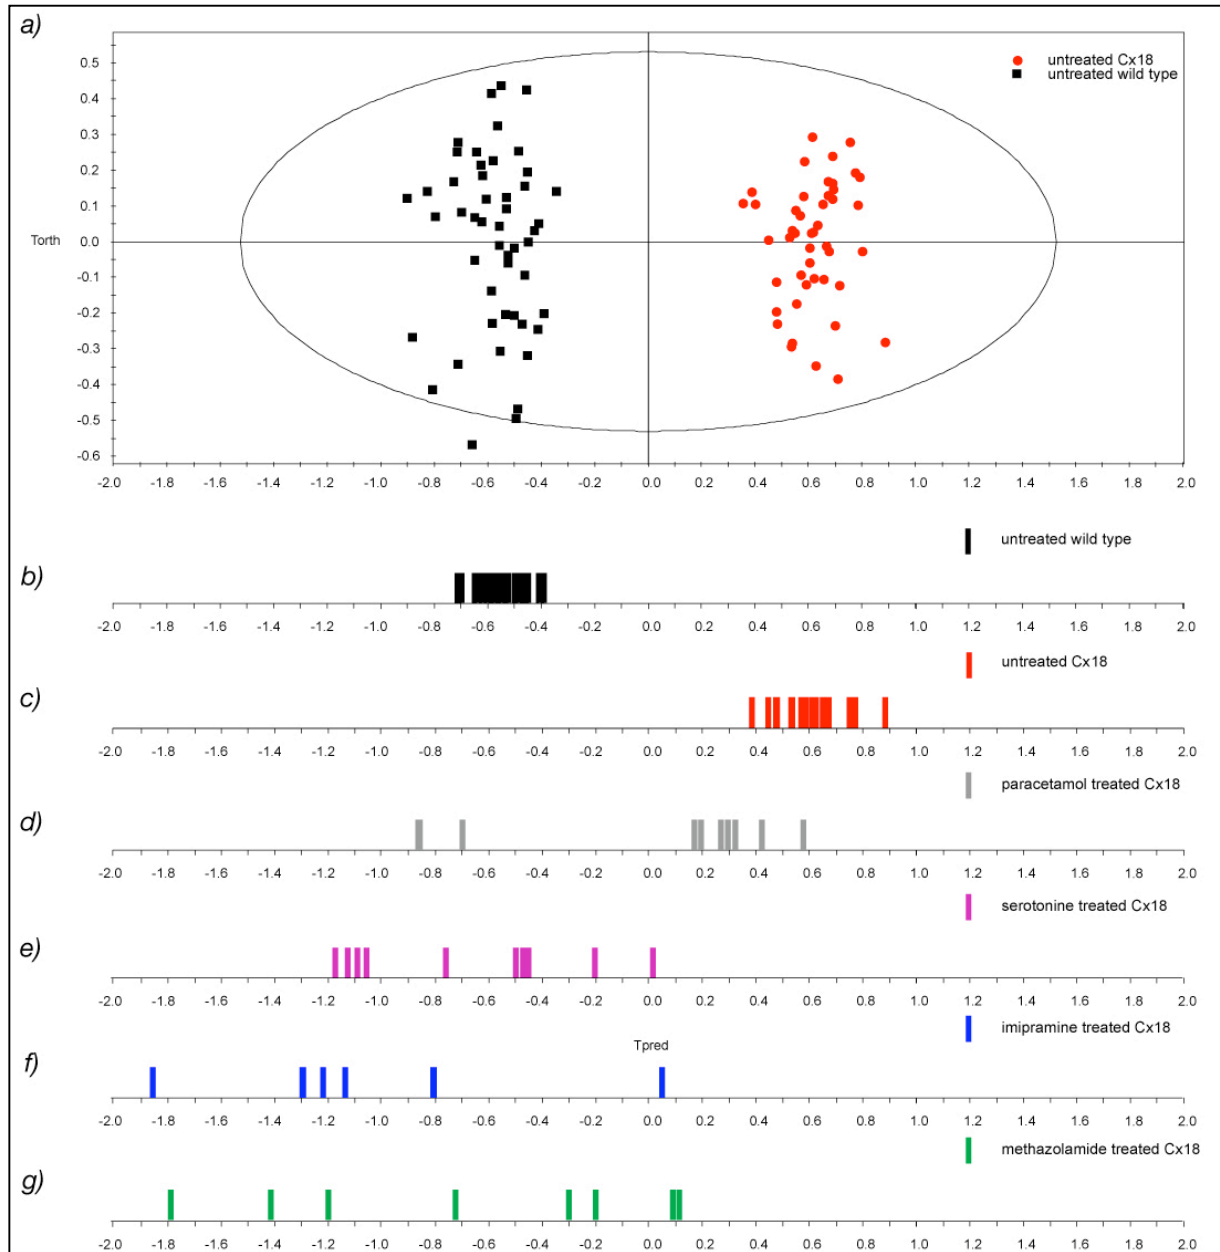 a)
untreated Cx18
untreated wild type
0.5
0.4
0.3
0.2
0.1
Torth 0.0
-0.1
-0.2
-0.3
-0.4
-0.5
-0.6
-2.0 -1.8 -1.6 -1.4 -1.2 -1.0 -0.8 -0.6 -0.4 -0.2 0.0 0.2 0.4 0.6 0.8 1.0 1.2 1.4 1.6 1.8 2.0
untreated wild type
b)
-2.0 -1.8 -1.6 -1.4 -1.2 -1.0 -0.8 -0.6 -0.4 -0.2 0.0 0.2 0.4 0.6 0.8 1.0 1.2 1.4 1.6 1.8 2.0
untreated Cx18
c)
-2.0 -1.8 -1.6 -1.4 -1.2 -1.0 -0.8 -0.6 -0.4 -0.2 0.0 0.2 0.4 0.6 0.8 1.0 1.2 1.4 1.6 1.8 2.0
paracetamol treated Cx18
d)
-2.0 -1.8 -1.6 -1.4 -1.2 -1.0 -0.8 -0.6 -0.4 -0.2 0.0 0.2 0.4 0.6 0.8 1.0 1.2 1.4 1.6 1.8 2.0
serotonine treated Cx18
e)
-2.0 -1.8 -1.6 -1.4 -1.2 -1.0 -0.8 -0.6 -0.4 -0.2 0.0 0.2 0.4 0.6 0.8 1.0 1.2 1.4 1.6 1.8 2.0
imipramine treated Cx18
Tpred
f)
-2.0 -1.8 -1.6 -1.4 -1.2 -1.0 -0.8 -0.6 -0.4 -0.2 0.0 0.2 0.4 0.6 0.8 1.0 1.2 1.4 1.6 1.8 2.0
methazolamide treated Cx18
g)
-2.0 -1.8 -1.6 -1.4 -1.2 -1.0 -0.8 -0.6 -0.4 -0.2 0.0 0.2 0.4 0.6 0.8 1.0 1.2 1.4 1.6 1.8 2.0